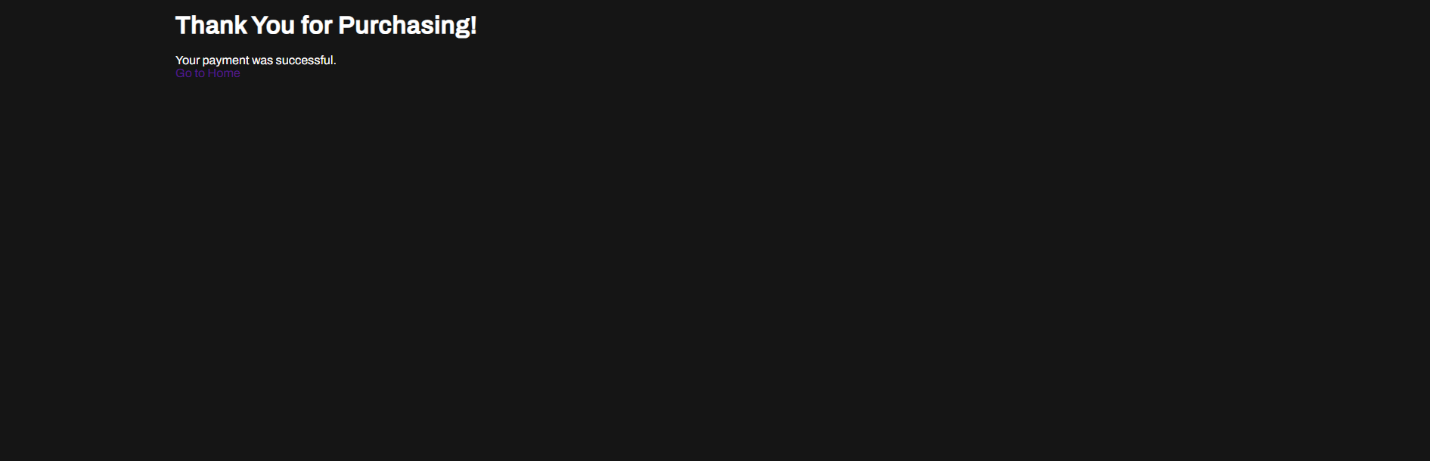 Thank You for Purchasing!
Your payment was successful.
Go to Home